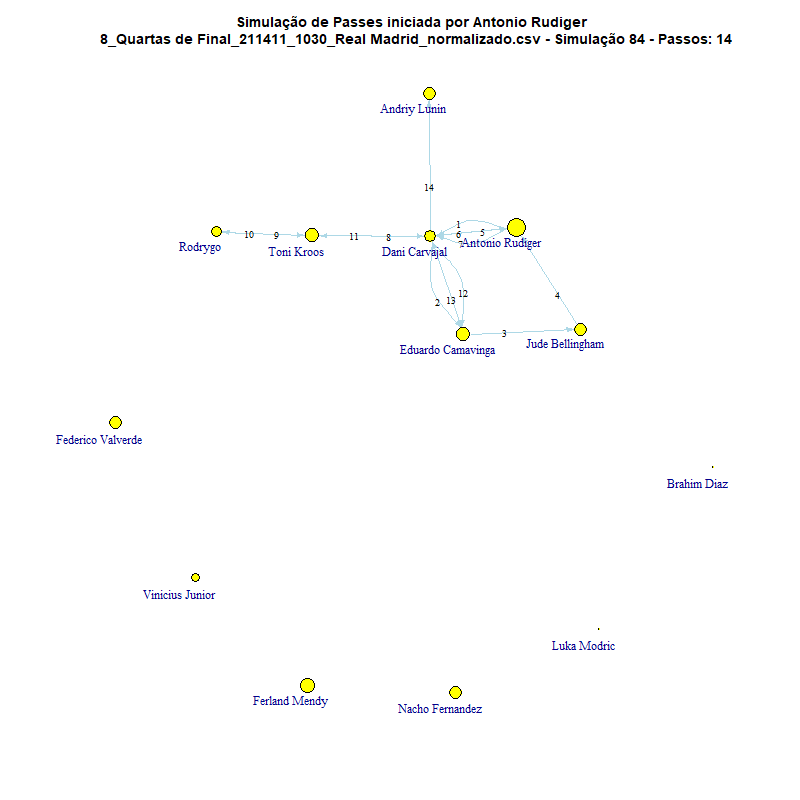 Simulação de Passes iniciada por Antonio Rudiger
8_Quartas de Final_211411_1030_Real Madrid_normalizado.csv - Simulação 84 - Passos: 14
Andriy Lunin
14
1
10
9
11
8
6
5
Rodrygo
Toni Kroos
Dani Carvajal
Antonio Rudiger
2
13
12
4
3
Eduardo Camavinga
Jude Bellingham
Federico Valverde
Brahim Diaz
Vinicius Junior
Luka Modric
Ferland Mendy
Nacho Fernandez